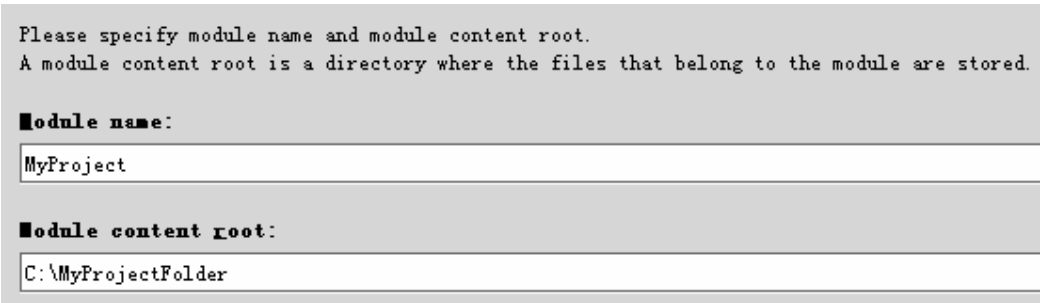 Please specify module name and module content root.
A module content root is a directory where the files that belong to the module are stored.
Module name:
MyProject
Module content root:
C:\MyProjectFolder